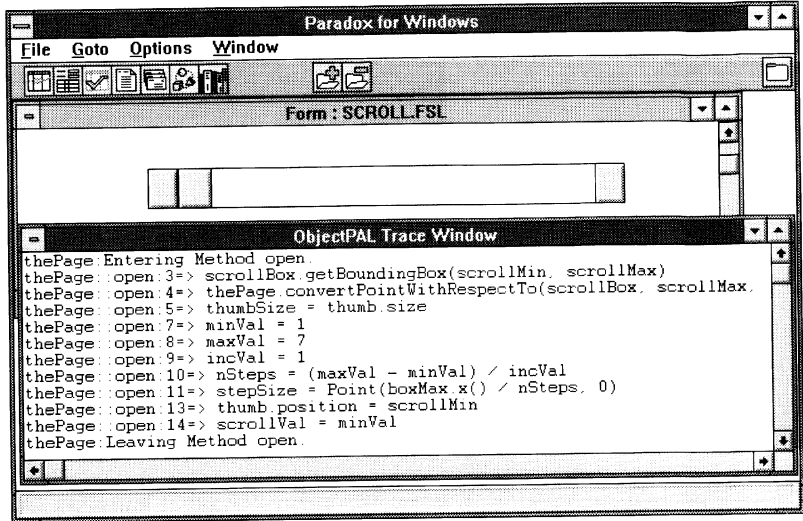 Paradox for Windows
File Goto Options Window
Form : SCROLL.FSL
ObjectPAL Trace Window
thePage:Entering Method open.
thePage::open:3=> scrollBox.getBoundingBox(scrollMin, scrollMax)
thePage::open:4=> thePage.convertPointWithRespectTo(scrollBox, scrollMax,
thePage::open:5=> thumbSize = thumb.size
thePage::open:7=> minVal = 1
thePage::open:8=> maxVal = 7
thePage::open:9=> incVal = 1
thePage::open:10=> nSteps = (maxVal - minVal) / incVal
thePage::open:11=> stepSize = Point(boxMax.x() / nSteps, 0)
thePage::open:13=> thumb.position = scrollMin
thePage::open:14=> scrollVal = minVal
thePage:Leaving Method open.